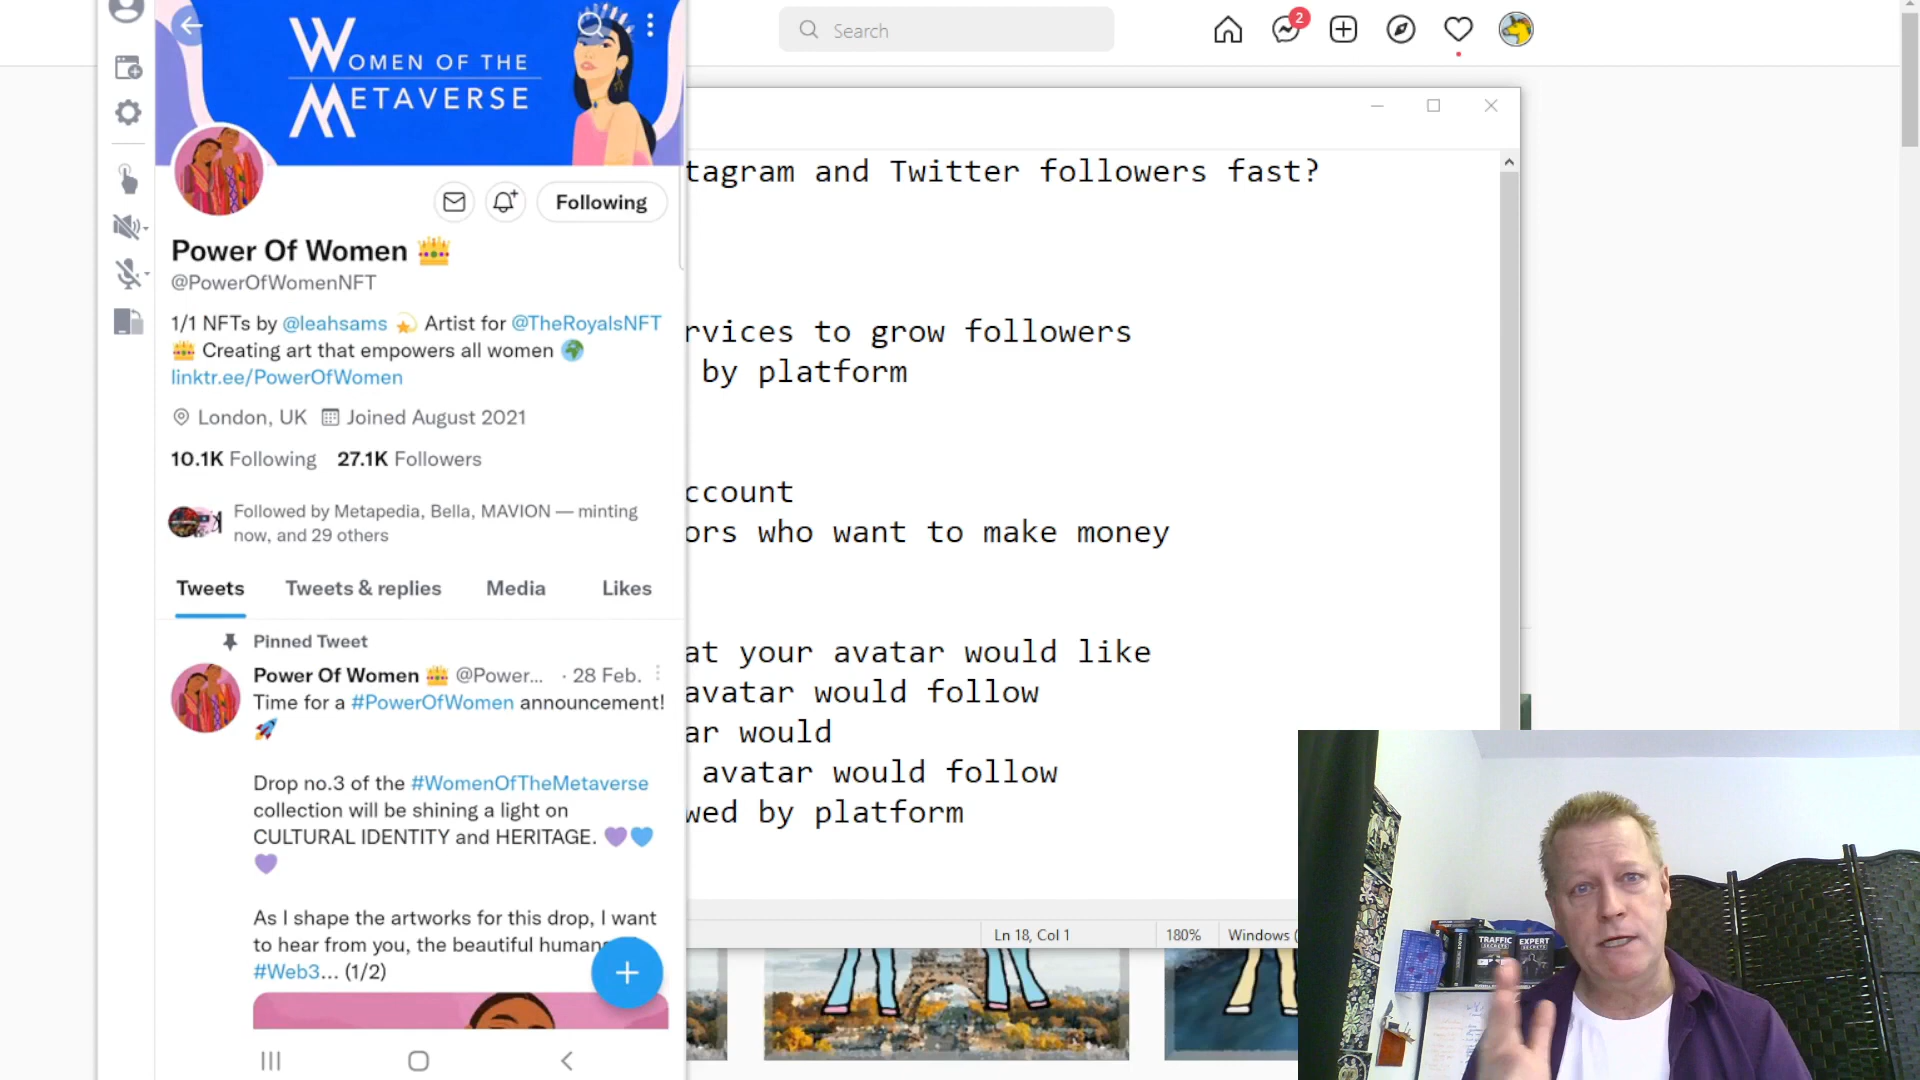 WOMEN OF THE
METAVERSE
Search
2
Following
Power Of Women
@PowerOfWomenNFT
1/1 NFTs by @leahsams Artist for @TheRoyalsNFT
Creating art that empowers all women
linktr.ee/PowerOfWomen
London, UK Joined August 2021
10.1K Following 27.1K Followers
Followed by Metapedia, Bella, MAVION — minting
now, and 29 others
Tweets Tweets & replies Media Likes
Pinned Tweet
Power Of Women @Power... · 28 Feb.
Time for a #PowerOfWomen announcement!
Drop no.3 of the #WomenOfTheMetaverse
collection will be shining a light on
CULTURAL IDENTITY and HERITAGE.
As I shape the artworks for this drop, I want
to hear from you, the beautiful humans
#Web3... (1/2)
tagram and Twitter followers fast?
rvices to grow followers
by platform
ccount
ors who want to make money
at your avatar would like
avatar would follow
ar would
avatar would follow
wed by platform
Ln 18, Col 1 180% Windows (
TRAFFIC
SECRETS
EXPERT
SECRETS